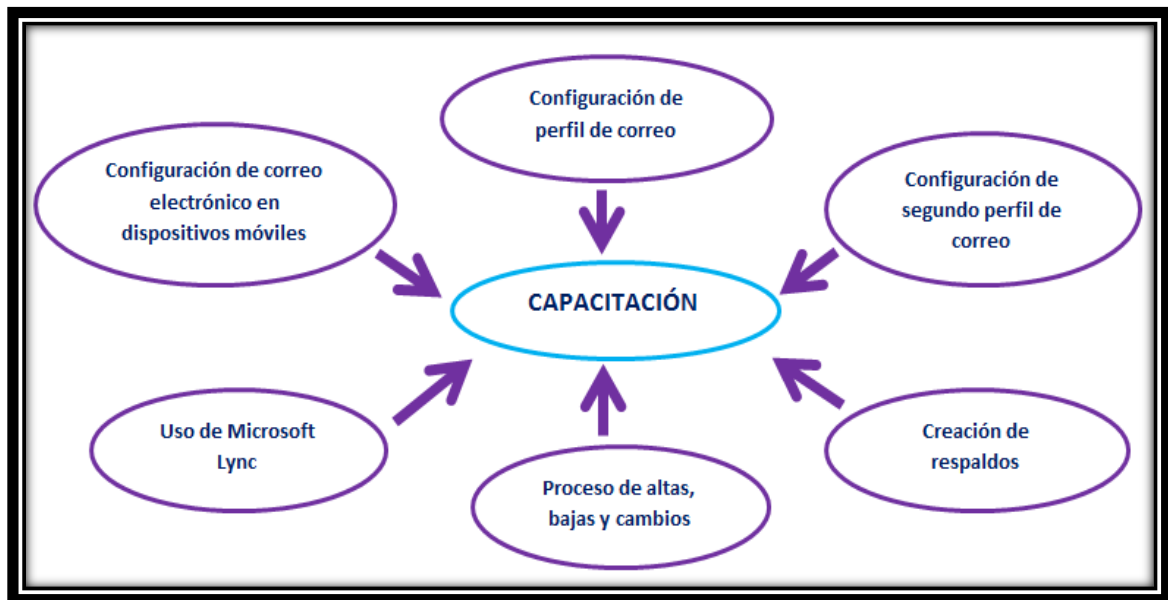 Configuración de
perfil de correo
Configuración de correo
electrónico en
dispositivos móviles
Configuración de
segundo perfil de
correo
CAPACITACIÓN
Uso de Microsoft
Lync
Proceso de altas,
bajas y cambios
Creación de
respaldos